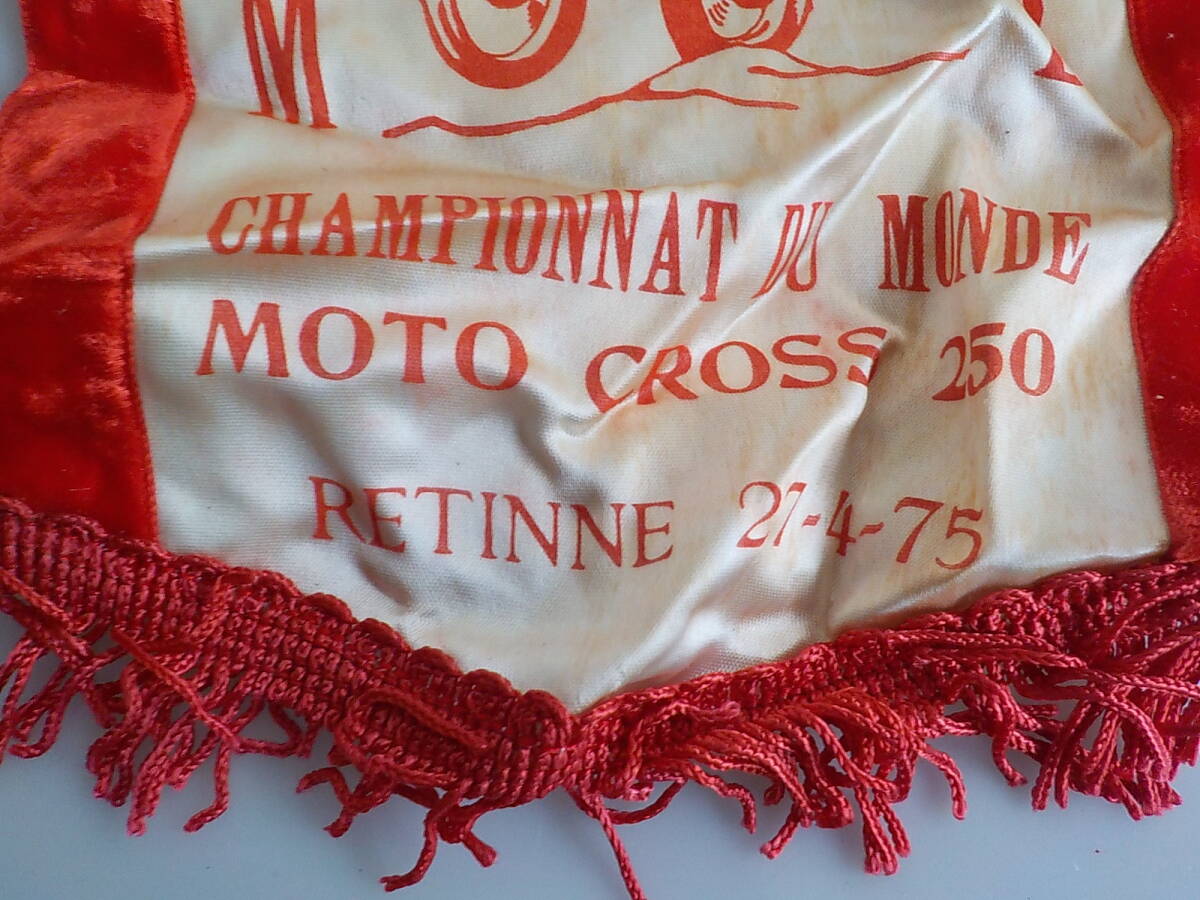 M
CHAMPIONNAT DU MONDE
MOTO CROSS 250
RETINNE 27-4-75